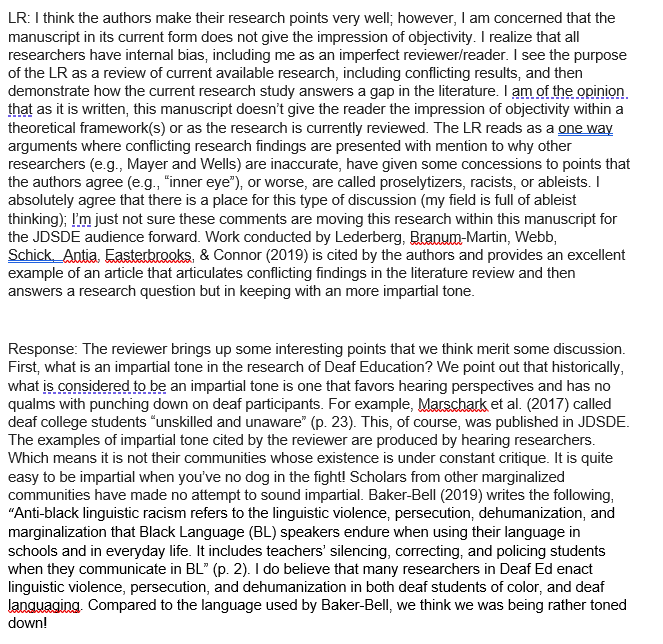 LR: I think the authors make their research points very well; however, I am concerned that the
manuscript in its current form does not give the impression of objectivity. I realize that all
researchers have internal bias, including me as an imperfect reviewer/reader. I see the purpose
of the LR as a review of current available research, including conflicting results, and then
demonstrate how the current research study answers a gap in the literature. I am of the opinion
that as it is written, this manuscript doesn't give the reader the impression of objectivity within a
theoretical framework(s) or as the research is currently reviewed. The LR reads as a one way
arguments where conflicting research findings are presented with mention to why other
researchers (e.g., Mayer and Wells) are inaccurate, have given some concessions to points that
the authors agree (e.g., “inner eye”), or worse, are called proselytizers, racists, or ableists. I
absolutely agree that there is a place for this type of discussion (my field is full of ableist
thinking); I'm just not sure these comments are moving this research within this manuscript for
the JDSDE audience forward. Work conducted by Lederberg, Branum-Martin, Webb,
Schick, Antia, Easterbrooks, & Connor (2019) is cited by the authors and provides an excellent
example of an article that articulates conflicting findings in the literature review and then
answers a research question but in keeping with an more impartial tone.
Response: The reviewer brings up some interesting points that we think merit some discussion.
First, what is an impartial tone in the research of Deaf Education? We point out that historically,
what is considered to be an impartial tone is one that favors hearing perspectives and has no
qualms with punching down on deaf participants. For example, Marschark et al. (2017) called
deaf college students “unskilled and unaware” (p. 23). This, of course, was published in JDSDE.
The examples of impartial tone cited by the reviewer are produced by hearing researchers.
Which means it is not their communities whose existence is under constant critique. It is quite
easy to be impartial when you've no dog in the fight! Scholars from other marginalized
communities have made no attempt to sound impartial. Baker-Bell (2019) writes the following,
“Anti-black linguistic racism refers to the linguistic violence, persecution, dehumanization, and
marginalization that Black Language (BL) speakers endure when using their language in
schools and in everyday life. It includes teachers' silencing, correcting, and policing students
when they communicate in BL” (p. 2). I do believe that many researchers in Deaf Ed enact
linguistic violence, persecution, and dehumanization in both deaf students of color, and deaf
languaging. Compared to the language used by Baker-Bell, we think we was being rather toned
down!